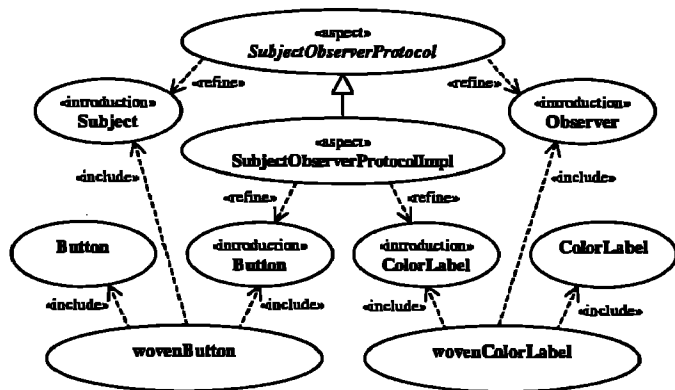 «aspect»
SubjectObserverProtocol
«refine»
«refine»
«introduction»
Subject
«introduction»
Observer
«aspect»
SubjectObserverProtocolImpl
«include»
«include»
«refine»
«refine»
Button
«introduction»
Button
«introduction»
ColorLabel
ColorLabel
«include»
«include»
«include»
«include»
wovenButton
wovenColorLabel